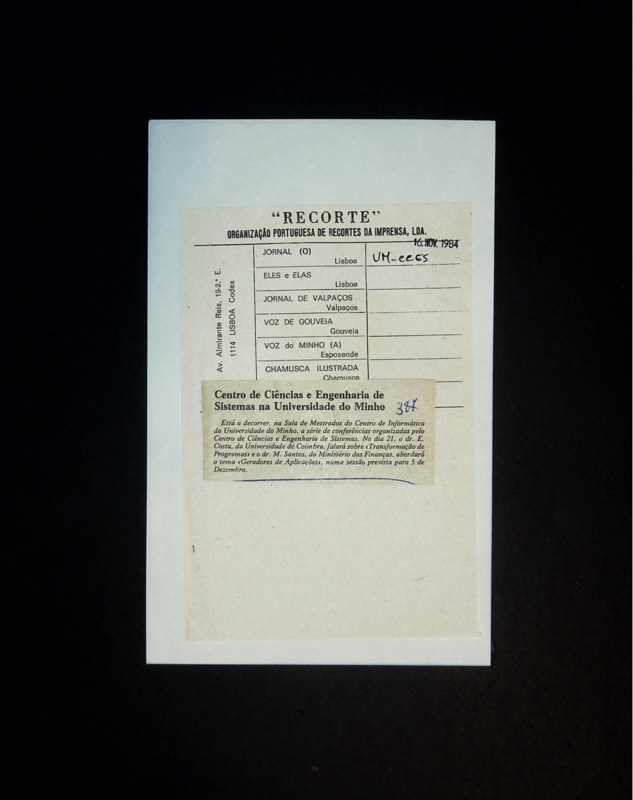 "RECORTE"
ORGANIZAÇÃO PORTUGUESA DE RECORTES DA IMPRENSA, LDA.
16. NOV. 1984
Av. Almirante Reis, 19-2.º E.
1114 LISBOA Codex
JORNAL (O)
Lisboa
UM-CCES
ELES e ELAS
Lisboa
JORNAL DE VALPAÇOS
Valpaços
VOZ DE GOUVEIA
Gouveia
VOZ do MINHO (A)
Esposende
CHAMUSCA ILUSTRADA
Chamusca
Centro de Ciências e Engenharia de
Sistemas na Universidade do Minho
387
Está a decorrer, na Sala de Mestrados do Centro de Informática
da Universidade do Minho, a série de conferências organizadas pelo
Centro de Ciências e Engenharia de Sistemas. No dia 21, o dr. E.
Costa, da Universidade de Coimbra, falará sobre «Transformação de
Programas» e o dr. M. Santos, do Ministério das Finanças, abordará
o tema «Geradores de Aplicações», numa sessão prevista para 5 de
Dezembro.